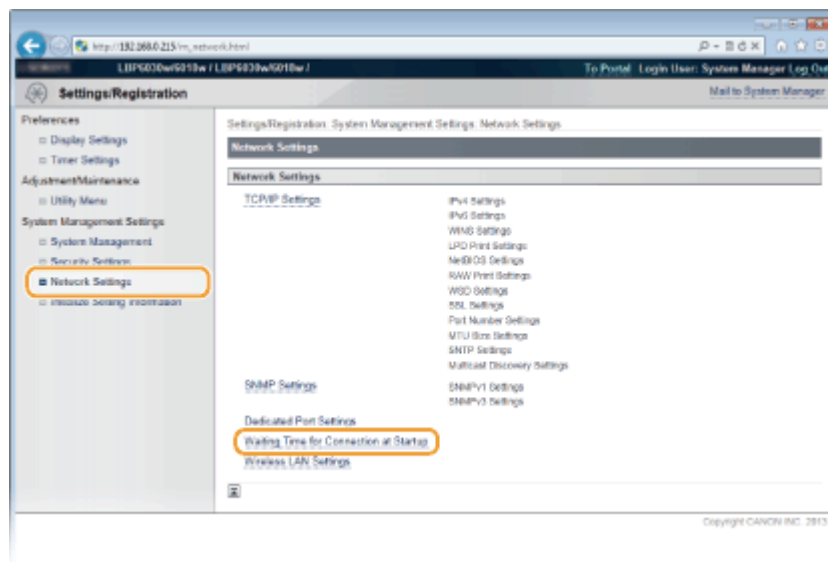 http://192.168.0.215/m_network.html
LBP6030w/6018w / LBP6030w/6018w /
To Portal Login User: System Manager Log Out
Settings/Registration
Mail to System Manager
Preferences
Display Settings
Timer Settings
Adjustment/Maintenance
Utility Menu
System Management Settings
System Management
Security Settings
Network Settings
Initialize Setting Information
Settings/Registration: System Management Settings: Network Settings
Network Settings
Network Settings
TCP/IP Settings
IPv4 Settings
IPv6 Settings
WINS Settings
LPD Print Settings
NetBIOS Settings
RAW Print Settings
WSD Settings
SSL Settings
Port Number Settings
MTU Size Settings
SNTP Settings
Multicast Discovery Settings
SNMP Settings
SNMPv1 Settings
SNMPv3 Settings
Dedicated Port Settings
Waiting Time for Connection at Startup
Wireless LAN Settings
Copyright CANON INC. 2013